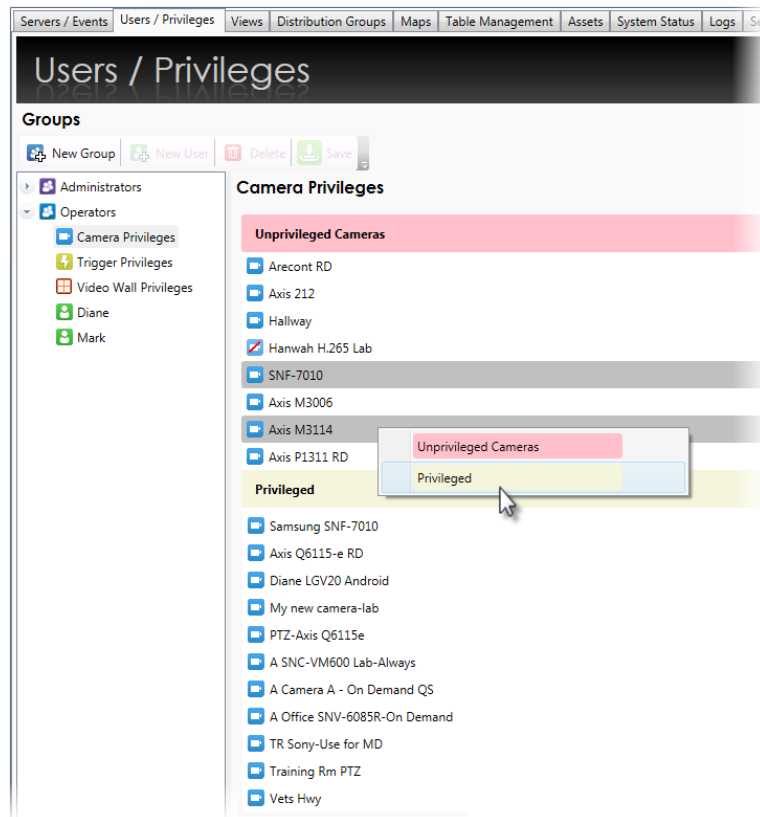 Servers / Events Users / Privileges Views Distribution Groups Maps Table Management Assets System Status Logs
Users / Privileges
Groups
New Group New User Delete Save
Administrators
Operators
Camera Privileges
Trigger Privileges
Video Wall Privileges
Diane
Mark
Camera Privileges
Unprivileged Cameras
Arecont RD
Axis 212
Hallway
Hanwah H.265 Lab
SNF-7010
Axis M3006
Axis M3114
Axis P1311 RD
Unprivileged Cameras
Privileged
Privileged
Samsung SNF-7010
Axis Q6115-e RD
Diane LGV20 Android
My new camera-lab
PTZ-Axis Q6115e
A SNC-VM600 Lab-Always
A Camera A - On Demand QS
A Office SNV-6085R-On Demand
TR Sony-Use for MD
Training Rm PTZ
Vets Hwy